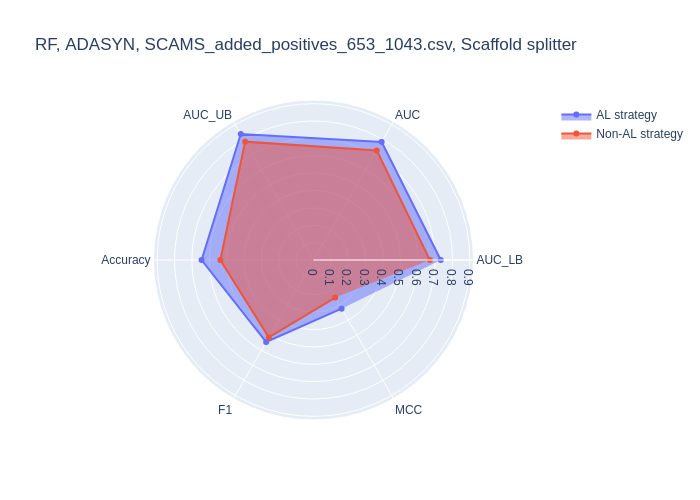 RF, ADASYN, SCAMS_added_positives_653_1043.csv, Scaffold splitter
AL strategy
Non-AL strategy
AUC_UB
AUC
Accuracy
AUC_LB
0
0.1
0.2
0.3
0.4
0.5
0.6
0.7
0.8
0.9
F1
MCC